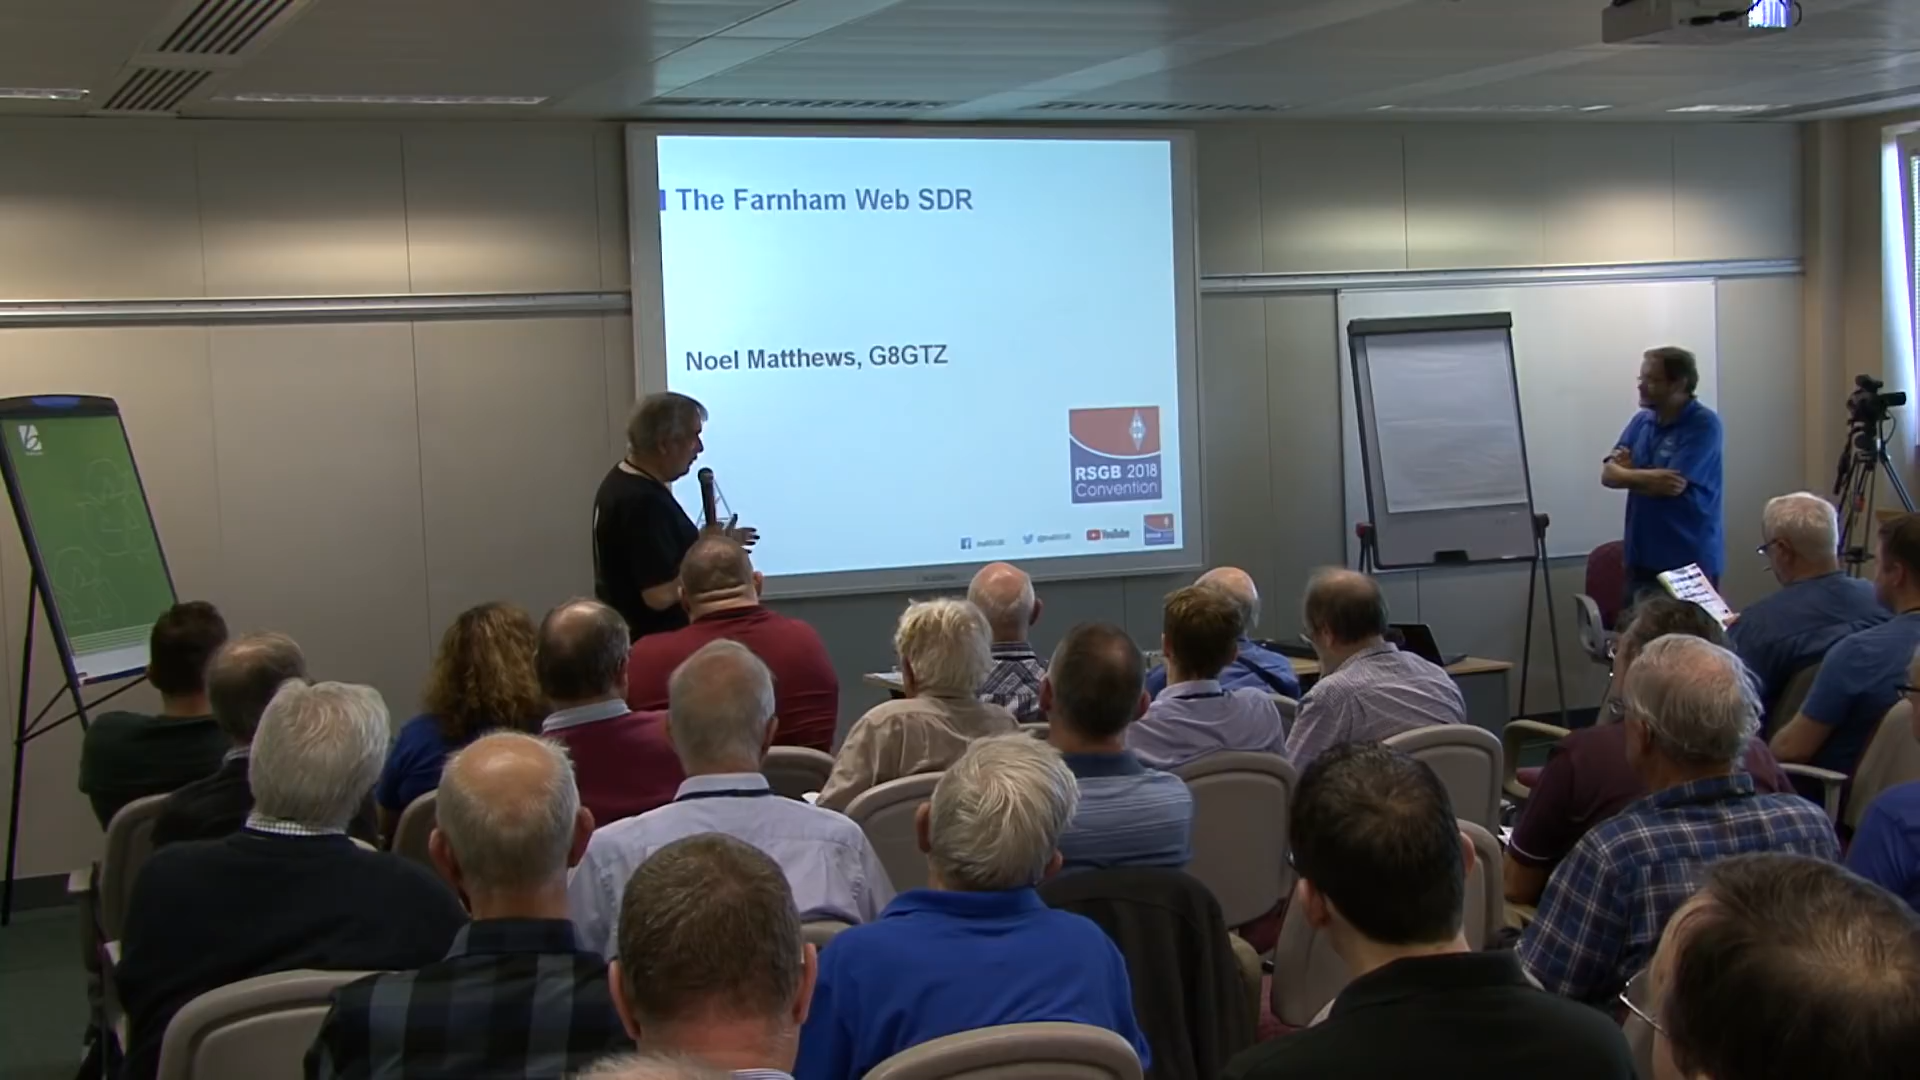 The Farnham Web SDR
Noel Matthews, G8GTZ
RSGB 2018
Convention
YouTube